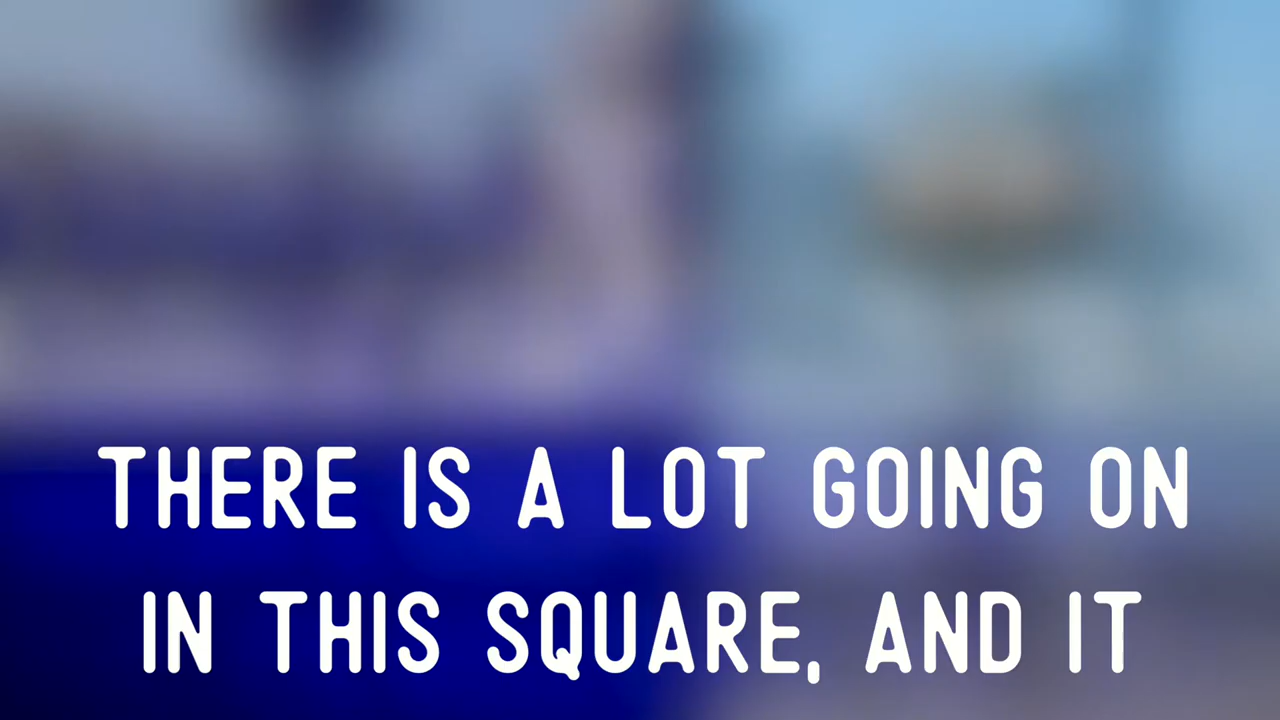 THERE IS A LOT GOING ON
IN THIS SQUARE, AND IT